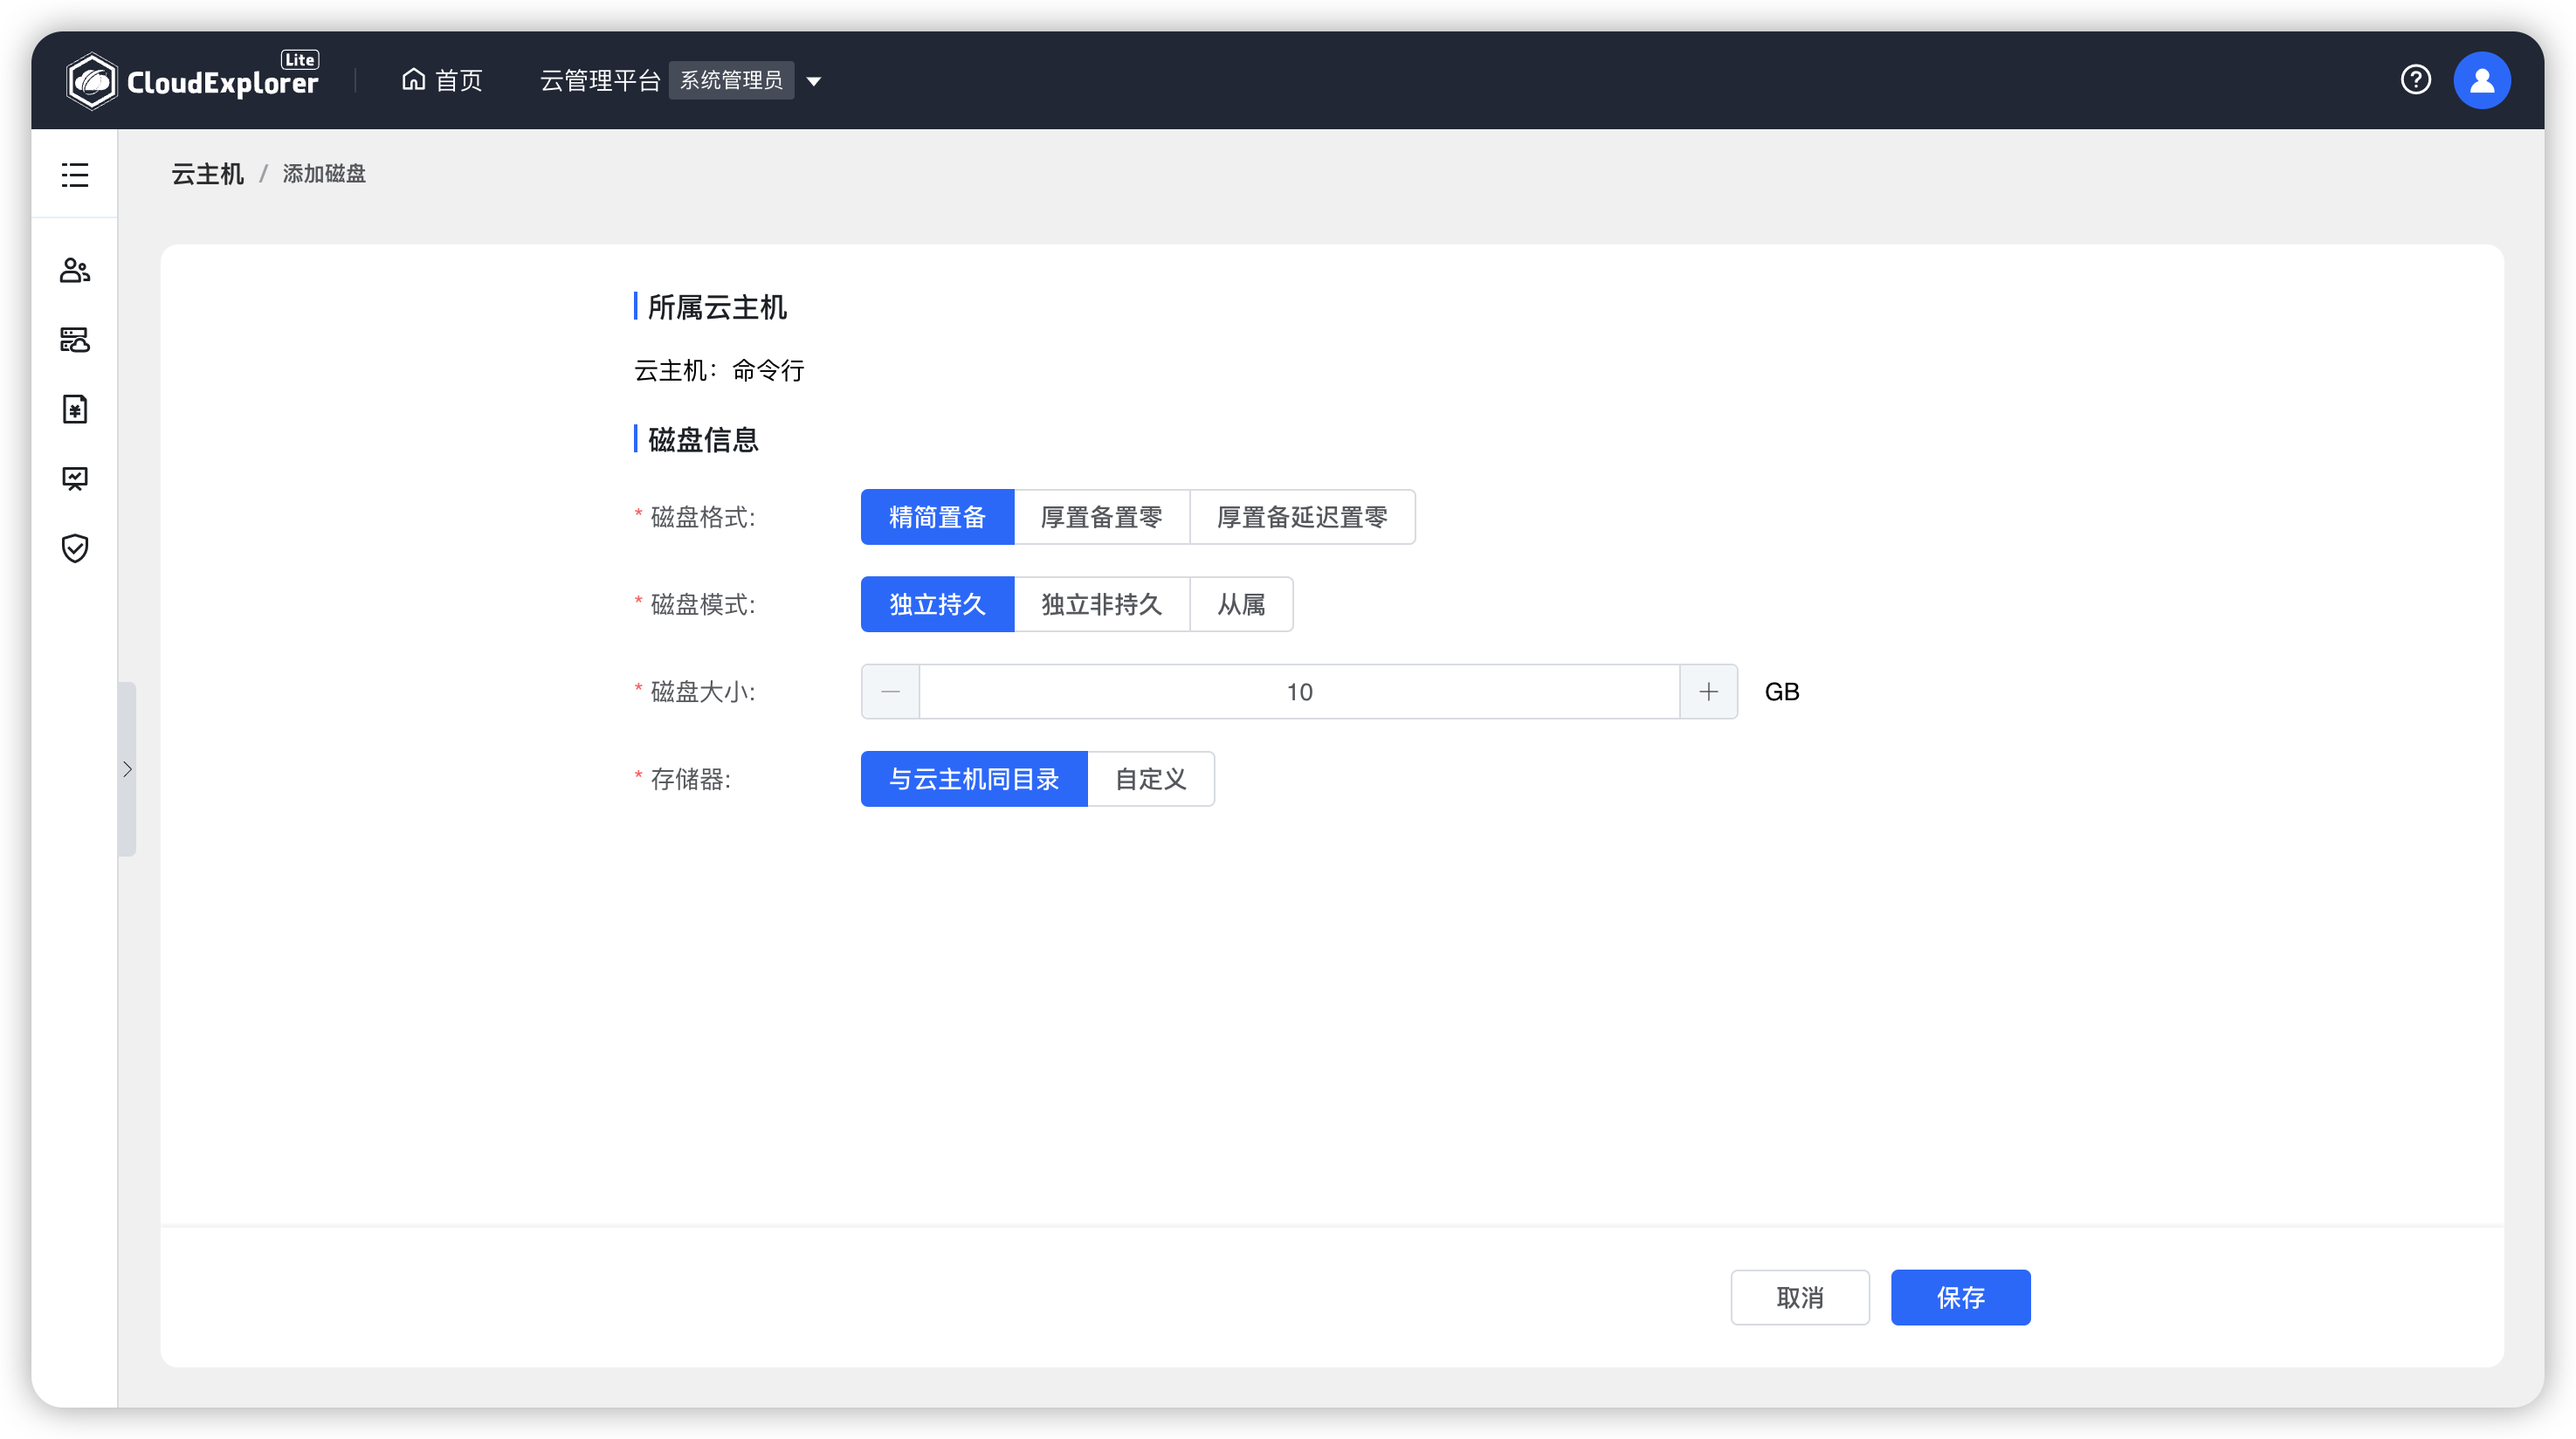 CloudExplorer Lite 首页 云管理平台 系统管理员
云主机 / 添加磁盘
所属云主机
云主机：命令行
磁盘信息
* 磁盘格式: 精简置备 厚置备置零 厚置备延迟置零
* 磁盘模式: 独立持久 独立非持久 从属
* 磁盘大小: 10 GB
* 存储器: 与云主机同目录 自定义
取消 保存